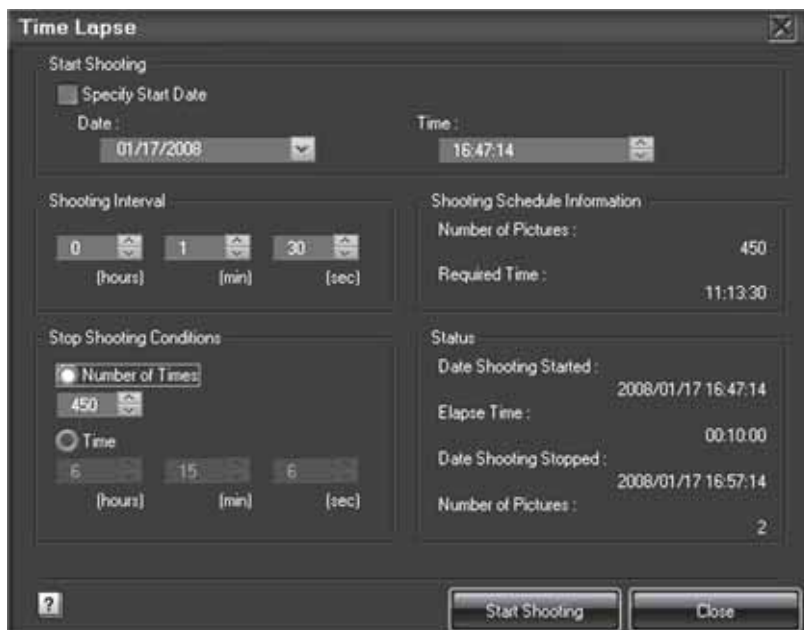 Time Lapse
Start Shooting
Specify Start Date
Date :
Time :
01/17/2008
16:47:14
Shooting Interval
0 1 30
(hours) (min) (sec)
Shooting Schedule Information
Number of Pictures :
450
Required Time :
11:13:30
Stop Shooting Conditions
Number of Times
450
Time
6 15 6
(hours) (min) (sec)
Status
Date Shooting Started :
2008/01/17 16:47:14
Elapse Time :
00:10:00
Date Shooting Stopped :
2008/01/17 16:57:14
Number of Pictures :
2
?
Start Shooting
Close